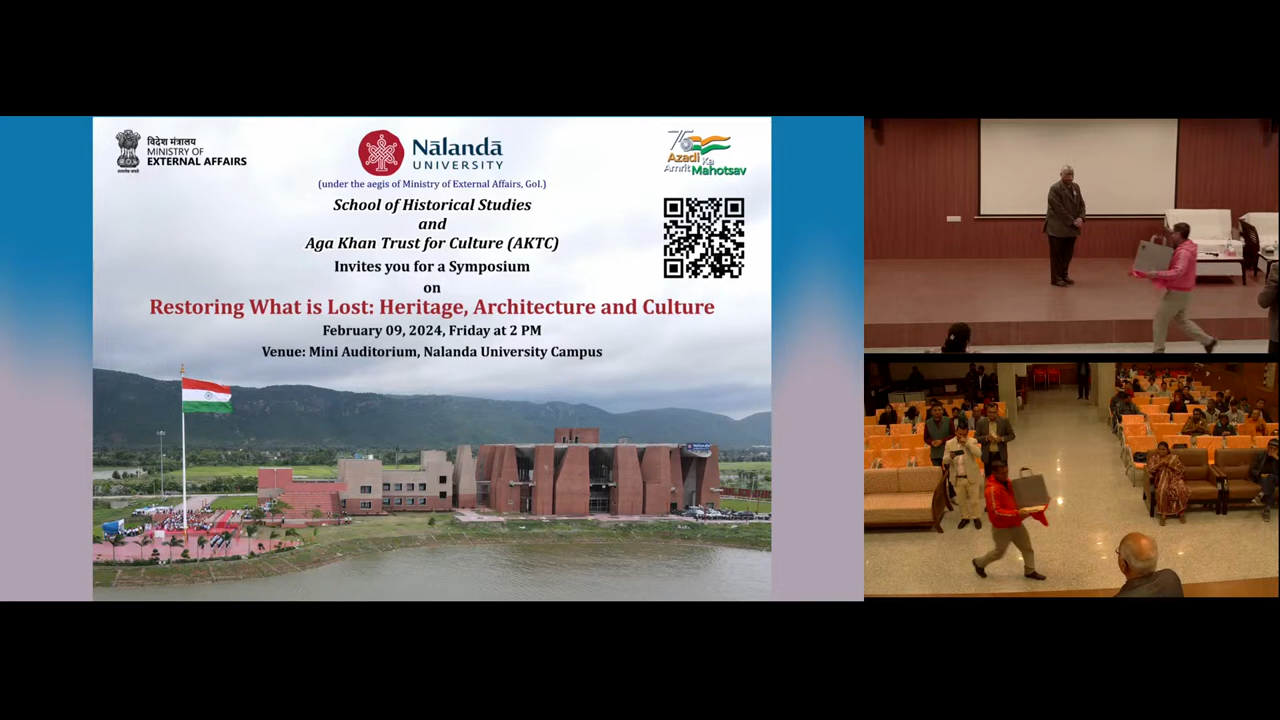 विदेश मंत्रालय
MINISTRY OF
EXTERNAL AFFAIRS
Nālandā
UNIVERSITY
75
Azadi Ka
Amrit Mahotsav
(under the aegis of Ministry of External Affairs, GoI.)
School of Historical Studies
and
Aga Khan Trust for Culture (AKTC)
Invites you for a Symposium
on
Restoring What is Lost: Heritage, Architecture and Culture
February 09, 2024, Friday at 2 PM
Venue: Mini Auditorium, Nalanda University Campus